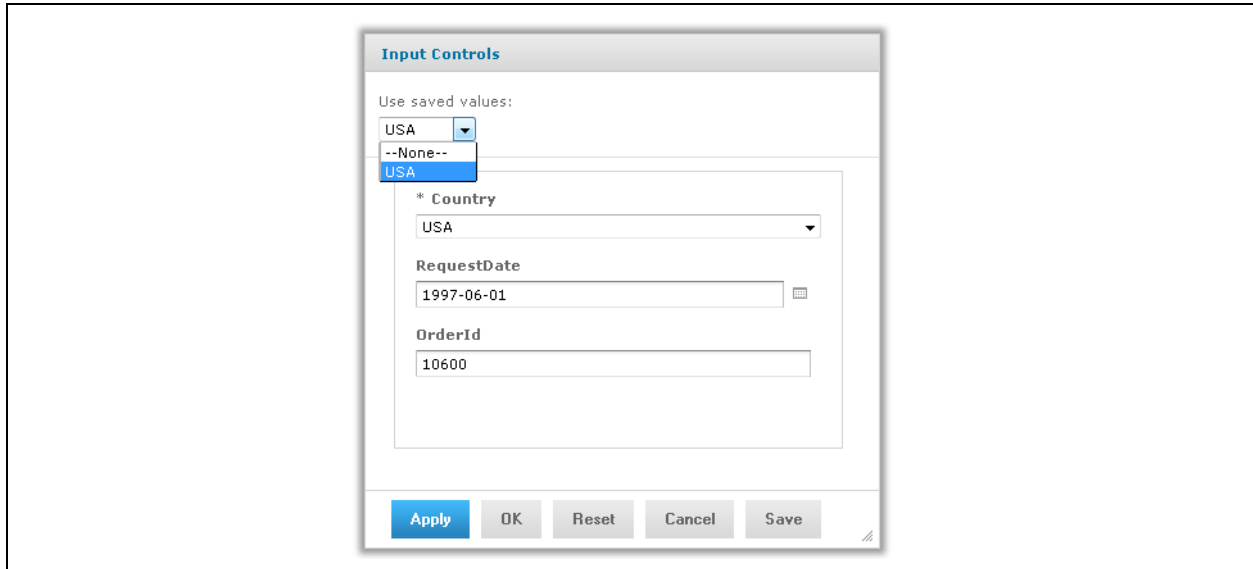 Input Controls
Use saved values:
USA
--None--
USA
* Country
USA
RequestDate
1997-06-01
OrderId
10600
Apply OK Reset Cancel Save